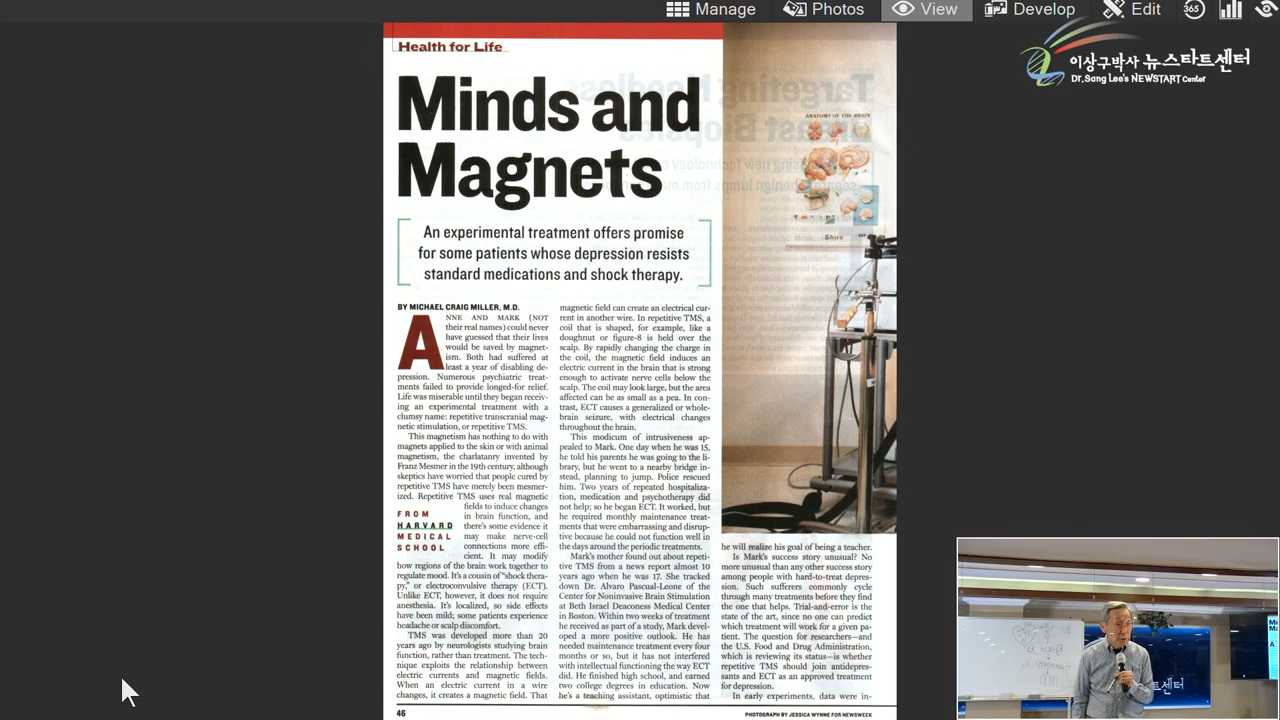 Manage Photos View Develop Edit 365
이상구박사 뉴스타트센터
Dr. Sang Lee's NEWSTART Center
Health for Life
Minds and
Magnets
An experimental treatment offers promise
for some patients whose depression resists
standard medications and shock therapy.
BY MICHAEL CRAIG MILLER, M.D.
ANNE AND MARK (NOT
their real names) could never
have guessed that their lives
would be saved by magnet-
ism. Both had suffered at
least a year of disabling de-
pression. Numerous psychiatric treat-
ments failed to provide longed-for relief.
Life was miserable until they began receiv-
ing an experimental treatment with a
clumsy name: repetitive transcranial mag-
netic stimulation, or repetitive TMS.
This magnetism has nothing to do with
magnets applied to the skin or with animal
magnetism, the charlatanry invented by
Franz Mesmer in the 19th century, although
skeptics have worried that people cured by
repetitive TMS have merely been mesmer-
ized. Repetitive TMS uses real magnetic
fields to induce changes
in brain function, and
there's some evidence it
may make nerve-cell
connections more effi-
cient. It may modify
how regions of the brain work together to
regulate mood. It's a cousin of "shock thera-
py," or electroconvulsive therapy (ECT).
Unlike ECT, however, it does not require
anesthesia. It's localized, so side effects
have been mild; some patients experience
headache or scalp discomfort.
TMS was developed more than 20
years ago by neurologists studying brain
function, rather than treatment. The tech-
nique exploits the relationship between
electric currents and magnetic fields.
When an electric current in a wire
changes, it creates a magnetic field. That
FROM
HARVARD
MEDICAL
SCHOOL
magnetic field can create an electrical cur-
rent in another wire. In repetitive TMS, a
coil that is shaped, for example, like a
doughnut or figure-8 is held over the
scalp. By rapidly changing the charge in
the coil, the magnetic field induces an
electric current in the brain that is strong
enough to activate nerve cells below the
scalp. The coil may look large, but the area
affected can be as small as a pea. In con-
trast, ECT causes a generalized or whole-
brain seizure, with electrical changes
throughout the brain.
This modicum of intrusiveness ap-
pealed to Mark. One day when he was 15,
he told his parents he was going to the li-
brary, but he went to a nearby bridge in-
stead, planning to jump. Police rescued
him. Two years of repeated hospitaliza-
tion, medication and psychotherapy did
not help; so he began ECT. It worked, but
he required monthly maintenance treat-
ments that were embarrassing and disrup-
tive because he could not function well in
the days around the periodic treatments.
Mark's mother found out about repeti-
tive TMS from a news report almost 10
years ago when he was 17. She tracked
down Dr. Alvaro Pascual-Leone of the
Center for Noninvasive Brain Stimulation
at Beth Israel Deaconess Medical Center
in Boston. Within two weeks of treatment
he received as part of a study, Mark devel-
oped a more positive outlook. He has
needed maintenance treatment every four
months or so, but it has not interfered
with intellectual functioning the way ECT
did. He finished high school, and earned
two college degrees in education. Now
he's a teaching assistant, optimistic that
ANATOMY OF THE BRAIN
Shire
he will realize his goal of being a teacher.
Is Mark's success story unusual? No
more unusual than any other success story
among people with hard-to-treat depres-
sion. Such sufferers commonly cycle
through many treatments before they find
the one that helps. Trial-and-error is the
state of the art, since no one can predict
which treatment will work for a given pa-
tient. The question for researchers—and
the U.S. Food and Drug Administration,
which is reviewing its status—is whether
repetitive TMS should join antidepres-
sants and ECT as an approved treatment
for depression.
In early experiments, data were in-
46
PHOTOGRAPH BY JESSICA WYNNE FOR NEWSWEEK